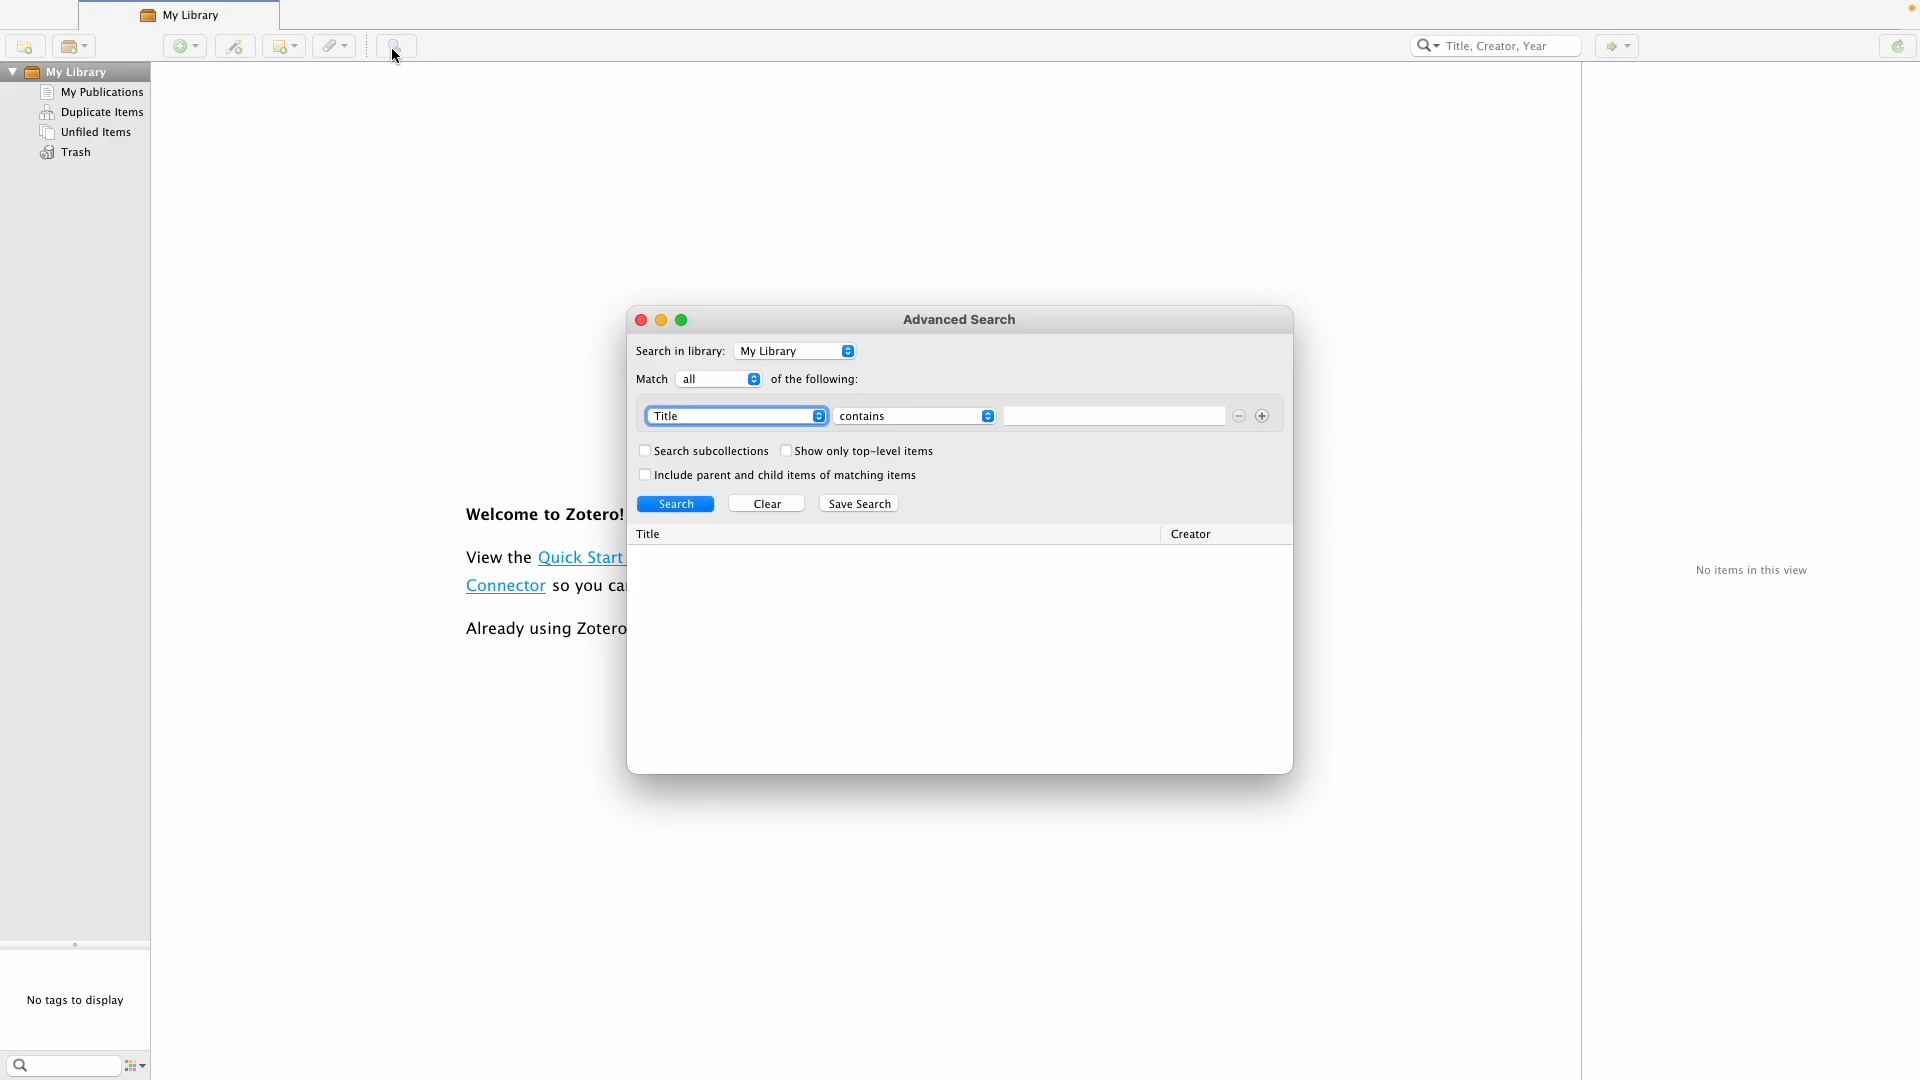 My Library
Title, Creator, Year
My Library
My Publications
Duplicate Items
Unfiled Items
Trash
Advanced Search
Search in library: My Library
Match all of the following:
Title contains
Search subcollections Show only top-level items
Include parent and child items of matching items
Search Clear Save Search
Title Creator
Welcome to Zotero!
View the Quick Start
Connector so you
Already using Zotero
No items in this view
No tags to display